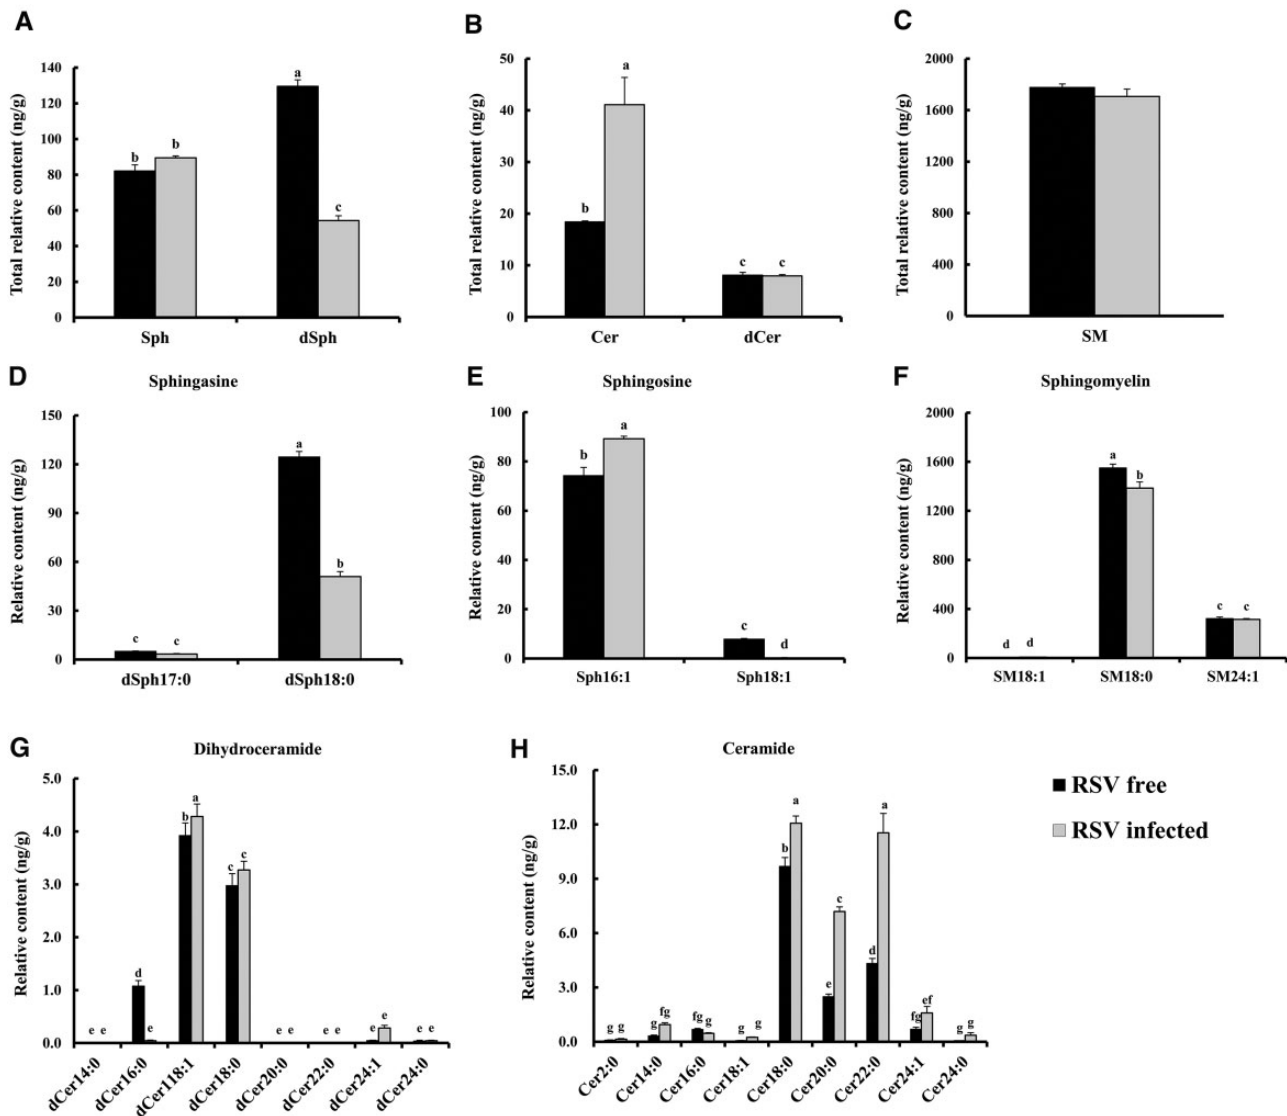 A
Total relative content (ng/g)
140
120
100
80
60
40
20
0
b
b
a
c
Sph
dSph
B
Total relative content (ng/g)
50
40
30
20
10
0
b
a
c
c
Cer
dCer
C
Total relative content (ng/g)
2000
1600
1200
800
400
0
SM
D
Sphingasine
Relative content (ng/g)
150
120
90
60
30
0
c
c
a
b
dSph17:0
dSph18:0
E
Sphingosine
Relative content (ng/g)
100
80
60
40
20
0
b
a
c
d
Sph16:1
Sph18:1
F
Sphingomyelin
Relative content (ng/g)
2000
1600
1200
800
400
0
d
d
a
b
c
c
SM18:1
SM18:0
SM24:1
G
Dihydroceramide
Relative content (ng/g)
5.0
4.0
3.0
2.0
1.0
0.0
e
e
d
e
b
a
c
c
e
e
e
e
e
e
e
e
dCer14:0
dCer16:0
dCer118:1
dCer18:0
dCer20:0
dCer22:0
dCer24:1
dCer24:0
H
Ceramide
Relative content (ng/g)
15.0
12.0
9.0
6.0
3.0
0.0
g
g
g
fg
fg
g
g
g
b
a
e
c
d
a
fg
ef
g
g
Cer2:0
Cer14:0
Cer16:0
Cer18:1
Cer18:0
Cer20:0
Cer22:0
Cer24:1
Cer24:0
RSV free
RSV infected